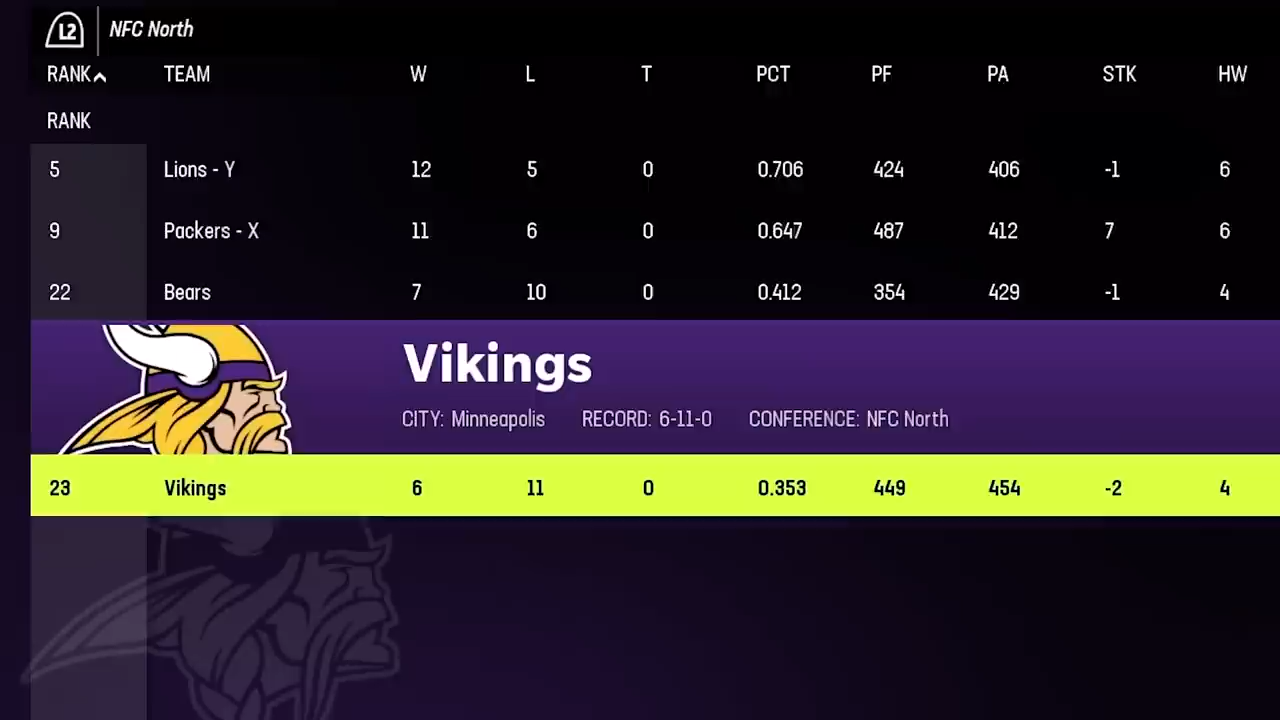 L2 NFC North
RANK TEAM W L T PCT PF PA STK HW
RANK
5 Lions - Y 12 5 0 0.706 424 406 -1 6
9 Packers - X 11 6 0 0.647 487 412 7 6
22 Bears 7 10 0 0.412 354 429 -1 4
Vikings
CITY: Minneapolis RECORD: 6-11-0 CONFERENCE: NFC North
23 Vikings 6 11 0 0.353 449 454 -2 4